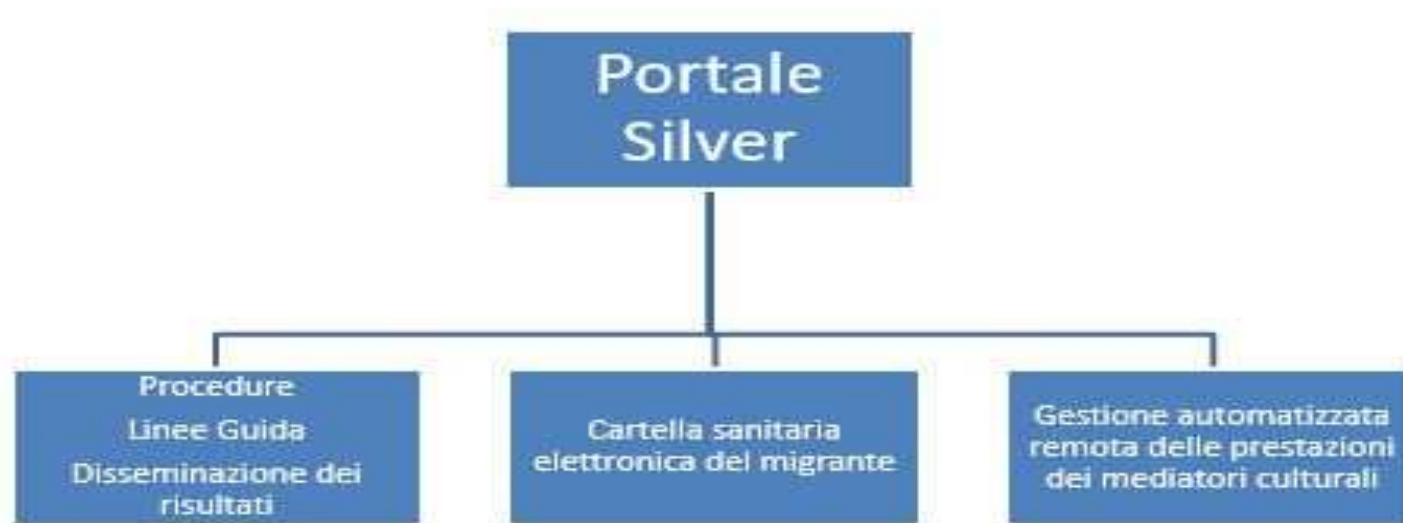 Portale
Silver
Procedure
Linee Guida
Disseminazione dei
risultati
Cartella sanitaria
elettronica del migrante
Gestione automatizzata
remota delle prestazioni
dei mediatori culturali